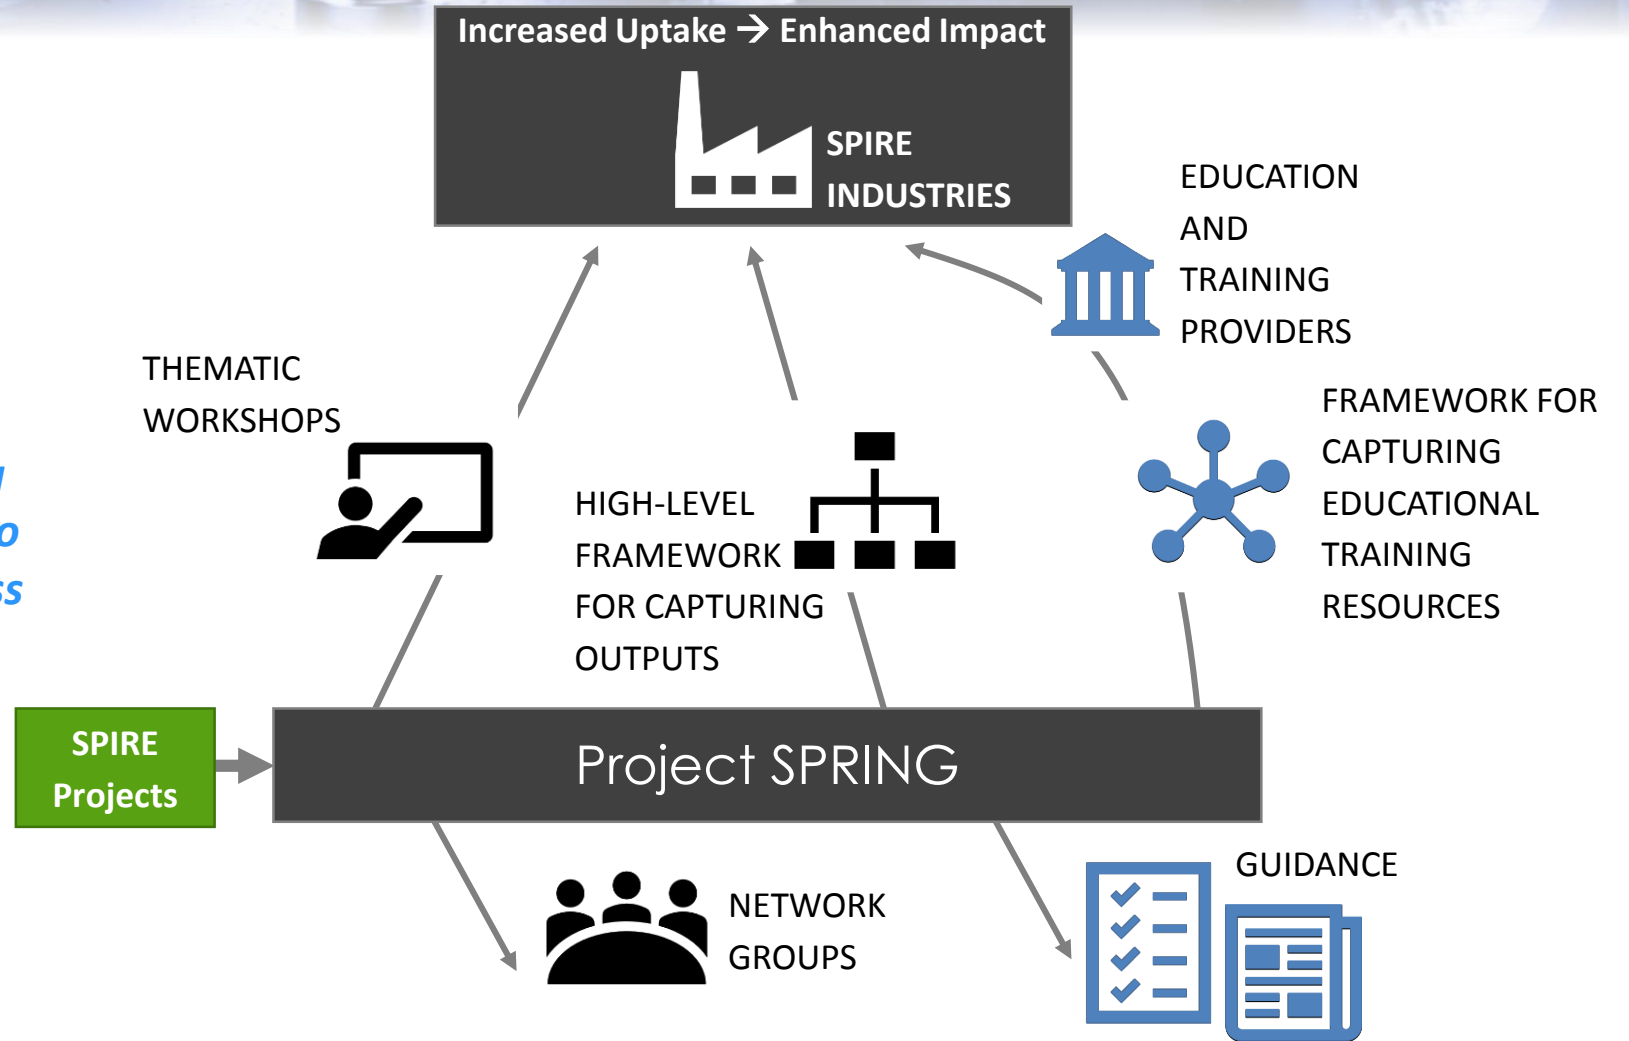 Increased Uptake → Enhanced Impact
SPIRE
INDUSTRIES
EDUCATION
AND
TRAINING
PROVIDERS
THEMATIC
WORKSHOPS
FRAMEWORK FOR
CAPTURING
EDUCATIONAL
TRAINING
RESOURCES
HIGH-LEVEL
FRAMEWORK
FOR CAPTURING
OUTPUTS
SPIRE
Projects
Project SPRING
NETWORK
GROUPS
GUIDANCE